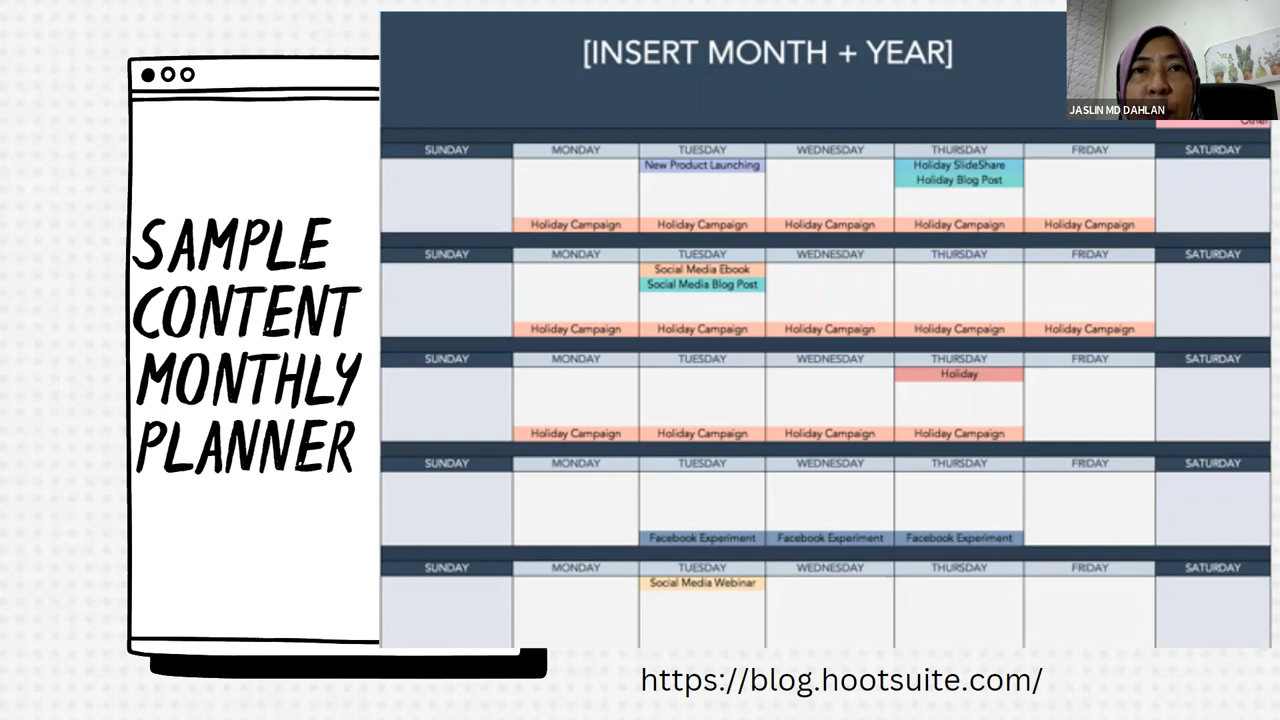 SAMPLE
CONTENT
MONTHLY
PLANNER
[INSERT MONTH + YEAR]
JASLIN MD DAHLAN
Other
SUNDAY MONDAY TUESDAY WEDNESDAY THURSDAY FRIDAY SATURDAY
New Product Launching Holiday SlideShare
Holiday Blog Post
Holiday Campaign Holiday Campaign Holiday Campaign Holiday Campaign Holiday Campaign
SUNDAY MONDAY TUESDAY WEDNESDAY THURSDAY FRIDAY SATURDAY
Social Media Ebook
Social Media Blog Post
Holiday Campaign Holiday Campaign Holiday Campaign Holiday Campaign Holiday Campaign
SUNDAY MONDAY TUESDAY WEDNESDAY THURSDAY FRIDAY SATURDAY
Holiday
Holiday Campaign Holiday Campaign Holiday Campaign Holiday Campaign
SUNDAY MONDAY TUESDAY WEDNESDAY THURSDAY FRIDAY SATURDAY
Facebook Experiment Facebook Experiment Facebook Experiment
SUNDAY MONDAY TUESDAY WEDNESDAY THURSDAY FRIDAY SATURDAY
Social Media Webinar
https://blog.hootsuite.com/